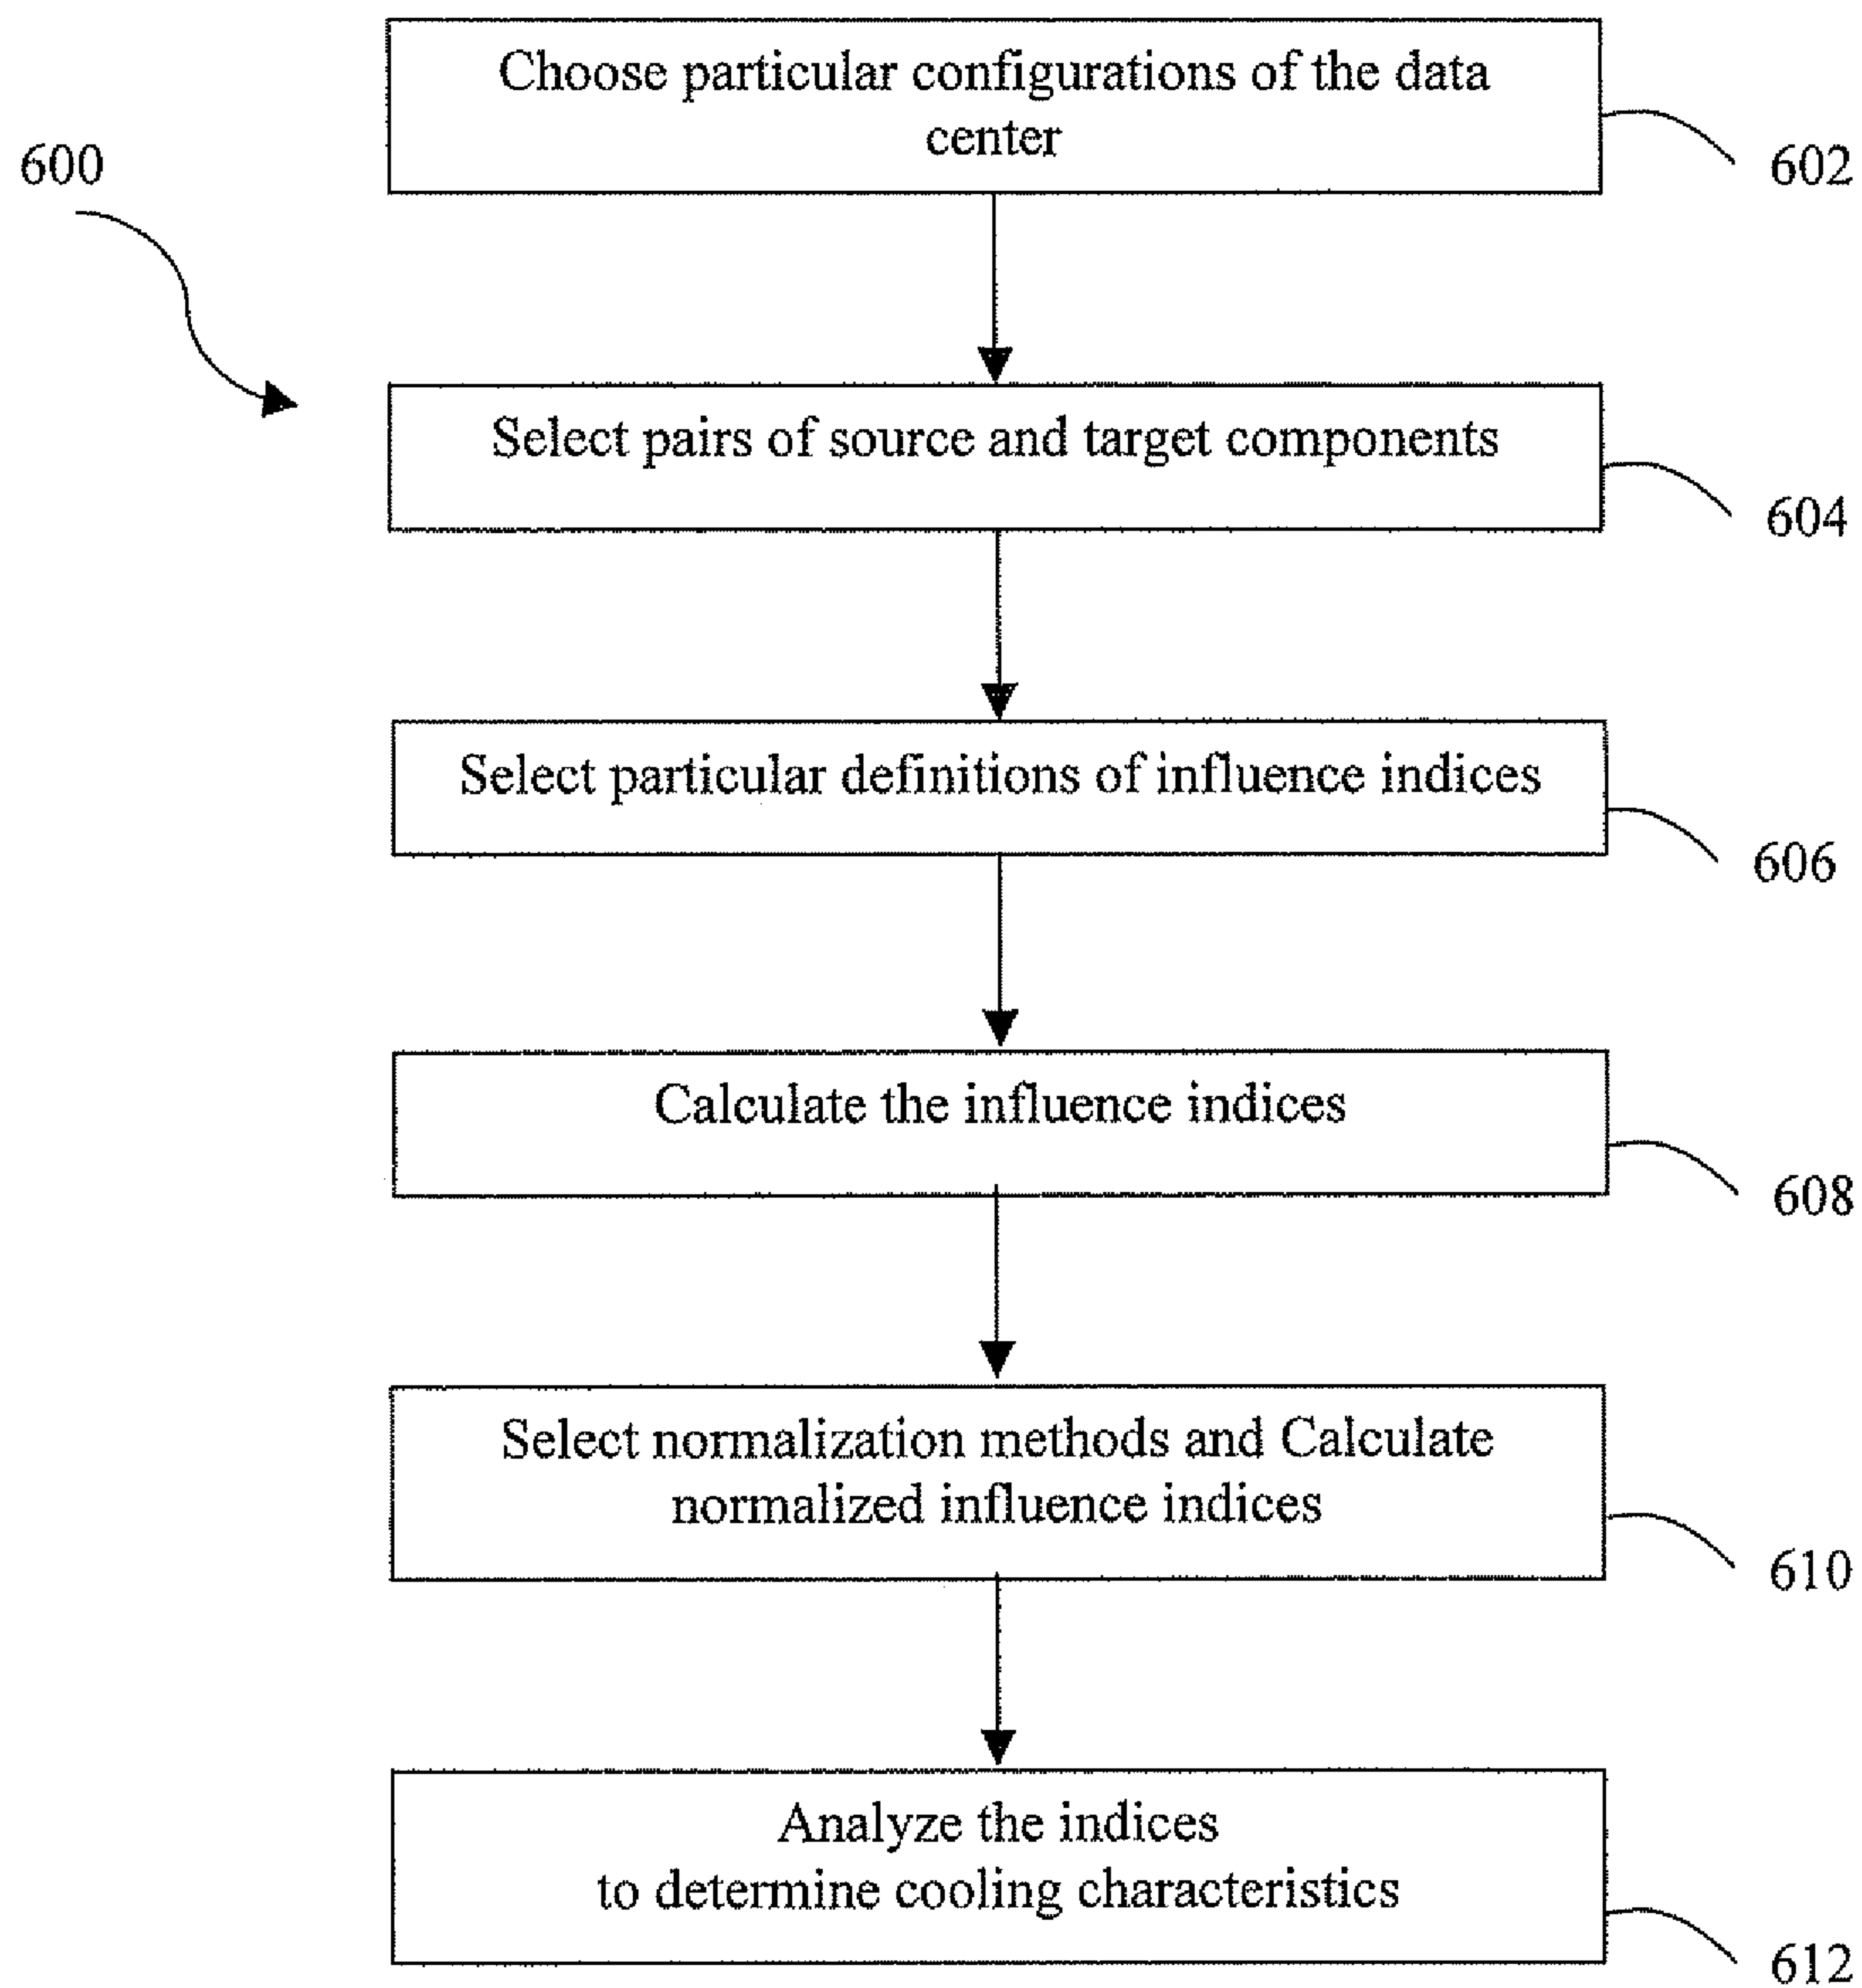 Choose particular configurations of the data
center
600
602
Select pairs of source and target components
604
Select particular definitions of influence indices
606
Calculate the influence indices
608
Select normalization methods and Calculate
normalized influence indices
610
Analyze the indices
to determine cooling characteristics
612